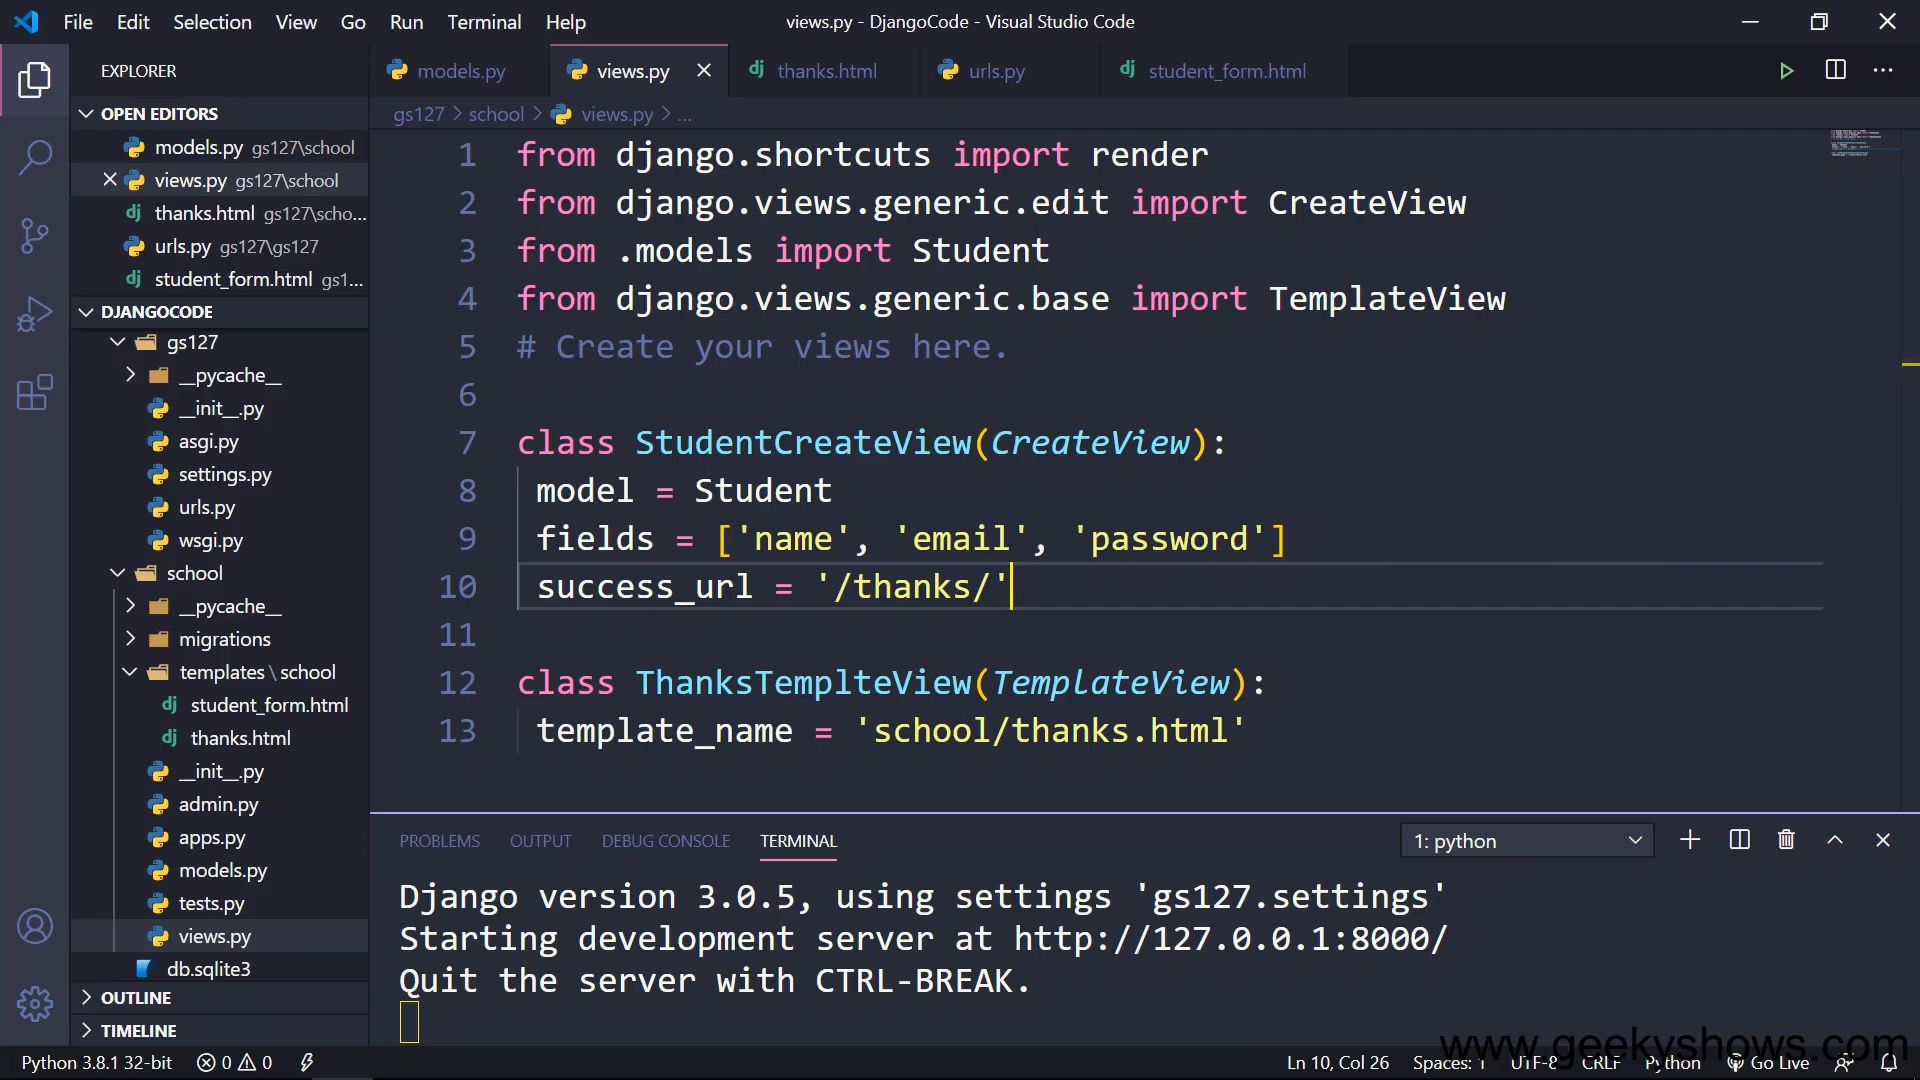 File Edit Selection View Go Run Terminal Help
views.py - DjangoCode - Visual Studio Code
EXPLORER
models.py
views.py
thanks.html
urls.py
student_form.html
OPEN EDITORS
models.py gs127\school
views.py gs127\school
thanks.html gs127\scho...
urls.py gs127\gs127
student_form.html gs1...
DJANGOCODE
gs127
__pycache__
__init__.py
asgi.py
settings.py
urls.py
wsgi.py
school
__pycache__
migrations
templates \ school
student_form.html
thanks.html
__init__.py
admin.py
apps.py
models.py
tests.py
views.py
db.sqlite3
OUTLINE
TIMELINE
gs127 > school > views.py > ...
1 from django.shortcuts import render
2 from django.views.generic.edit import CreateView
3 from .models import Student
4 from django.views.generic.base import TemplateView
5 # Create your views here.
6
7 class StudentCreateView(CreateView):
8 model = Student
9 fields = ['name', 'email', 'password']
10 success_url = '/thanks/'
11
12 class ThanksTemplteView(TemplateView):
13 template_name = 'school/thanks.html'
PROBLEMS OUTPUT DEBUG CONSOLE TERMINAL
1: python
Django version 3.0.5, using settings 'gs127.settings'
Starting development server at http://127.0.0.1:8000/
Quit the server with CTRL-BREAK.
www.geekyshows.com
Python 3.8.1 32-bit 0 0
Ln 10, Col 26 Spaces: 1 UTF-8 CRLF Python Go Live